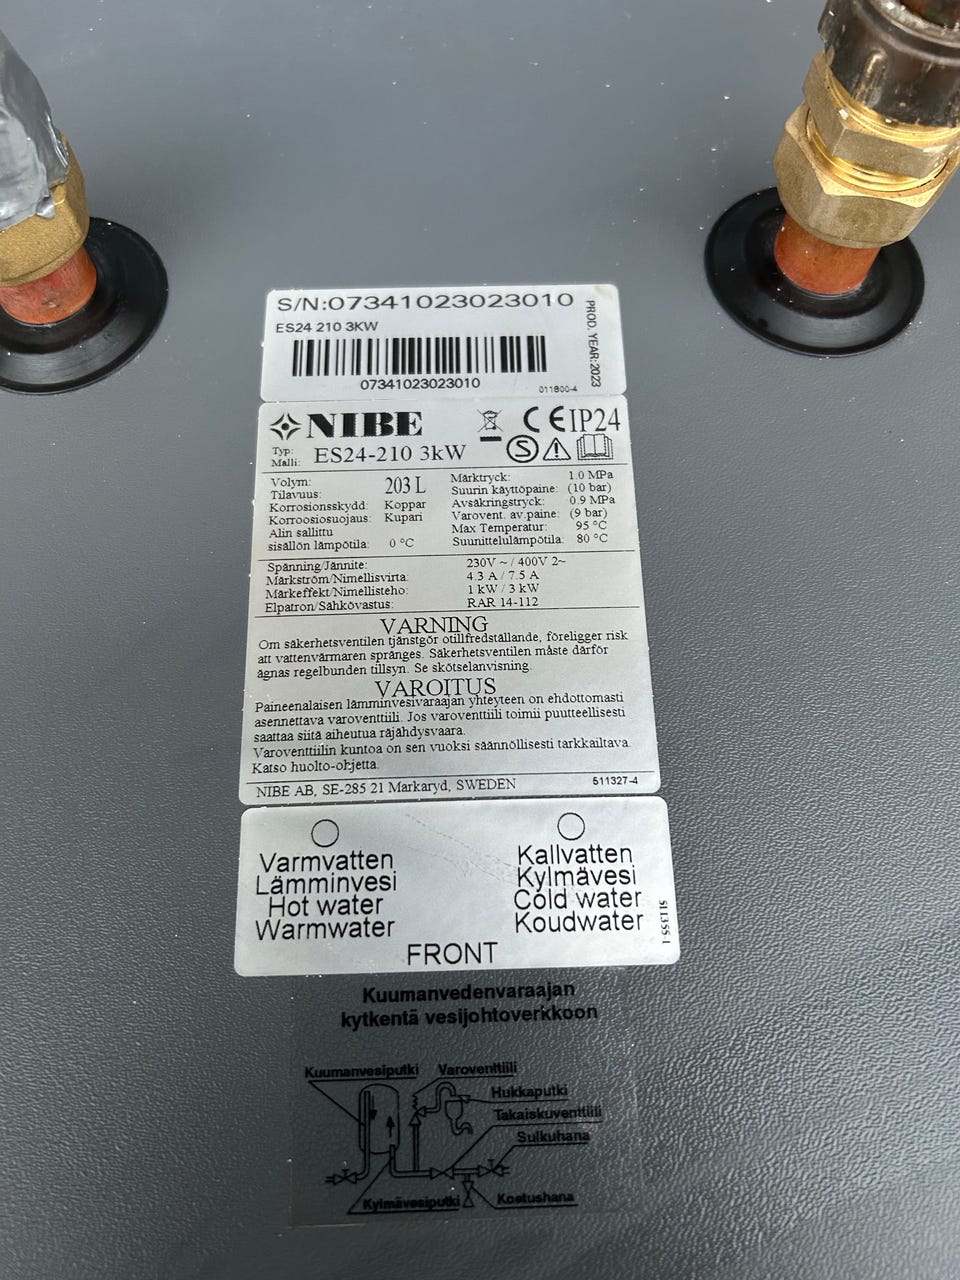 S/N:07341023023010
ES24 210 3KW
PROD. YEAR:2023
07341023023010
011800-4
NIBE
CE IP24
Typ:
Malli: ES24-210 3kW
S
Volym:
Tilavuus: 203 L
Korrosionsskydd: Koppar
Korroosiosuojaus: Kupari
Alin sallittu
sisällön lämpötila: 0 °C
Märktryck: 1.0 MPa
Suurin käyttöpaine: (10 bar)
Avsäkringstryck: 0.9 MPa
Varovent. av.paine: (9 bar)
Max Temperatur: 95 °C
Suunittelulämpötila: 80 °C
Spänning/Jännite: 230V ~ / 400V 2~
Märkström/Nimellisvirta: 4.3 A / 7.5 A
Märkeffekt/Nimellisteho: 1 kW / 3 kW
Elpatron/Sähkövastus: RAR 14-112
VARNING
Om säkerhetsventilen tjänstgör otillfredställande, föreligger risk
att vattenvärmaren spränges. Säkerhetsventilen måste därför
ägnas regelbunden tillsyn. Se skötselanvisning.
VAROITUS
Paineenalaisen lämminvesivaraajan yhteyteen on ehdottomasti
asennettava varoventtiili. Jos varoventtiili toimii puutteellisesti
saattaa siitä aiheutua räjähdysvaara.
Varoventtiilin kuntoa on sen vuoksi säännöllisesti tarkkailtava.
Katso huolto-ohjetta.
NIBE AB, SE-285 21 Markaryd, SWEDEN
511327-4
Varmvatten
Lämminvesi
Hot water
Warmwater
Kallvatten
Kylmävesi
Cold water
Koudwater
FRONT
511355-1
Kuumanvedenvaraajan
kytkentä vesijohtoverkkoon
Kuumanvesiputki
Varoventtiili
Hukkaputki
Takaiskuventtiili
Sulkuhana
Kylmävesiputki
Koetushana